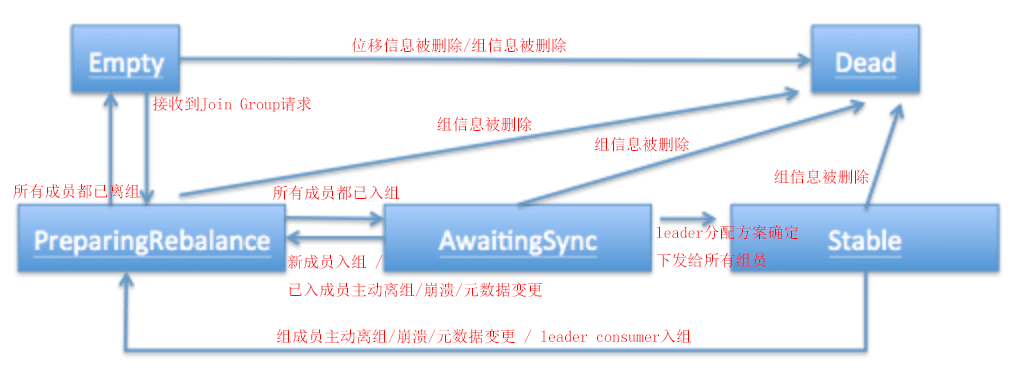 位移信息被删除/组信息被删除
Empty
Dead
接收到Join Group请求
组信息被删除
组信息被删除
组信息被删除
所有成员都已离组
所有成员都已入组
PreparingRebalance
AwaitingSync
leader分配方案确定
下发给所有组员
Stable
新成员入组 /
已入成员主动离组/崩溃/元数据变更
组成员主动离组/崩溃/元数据变更 / leader consumer入组